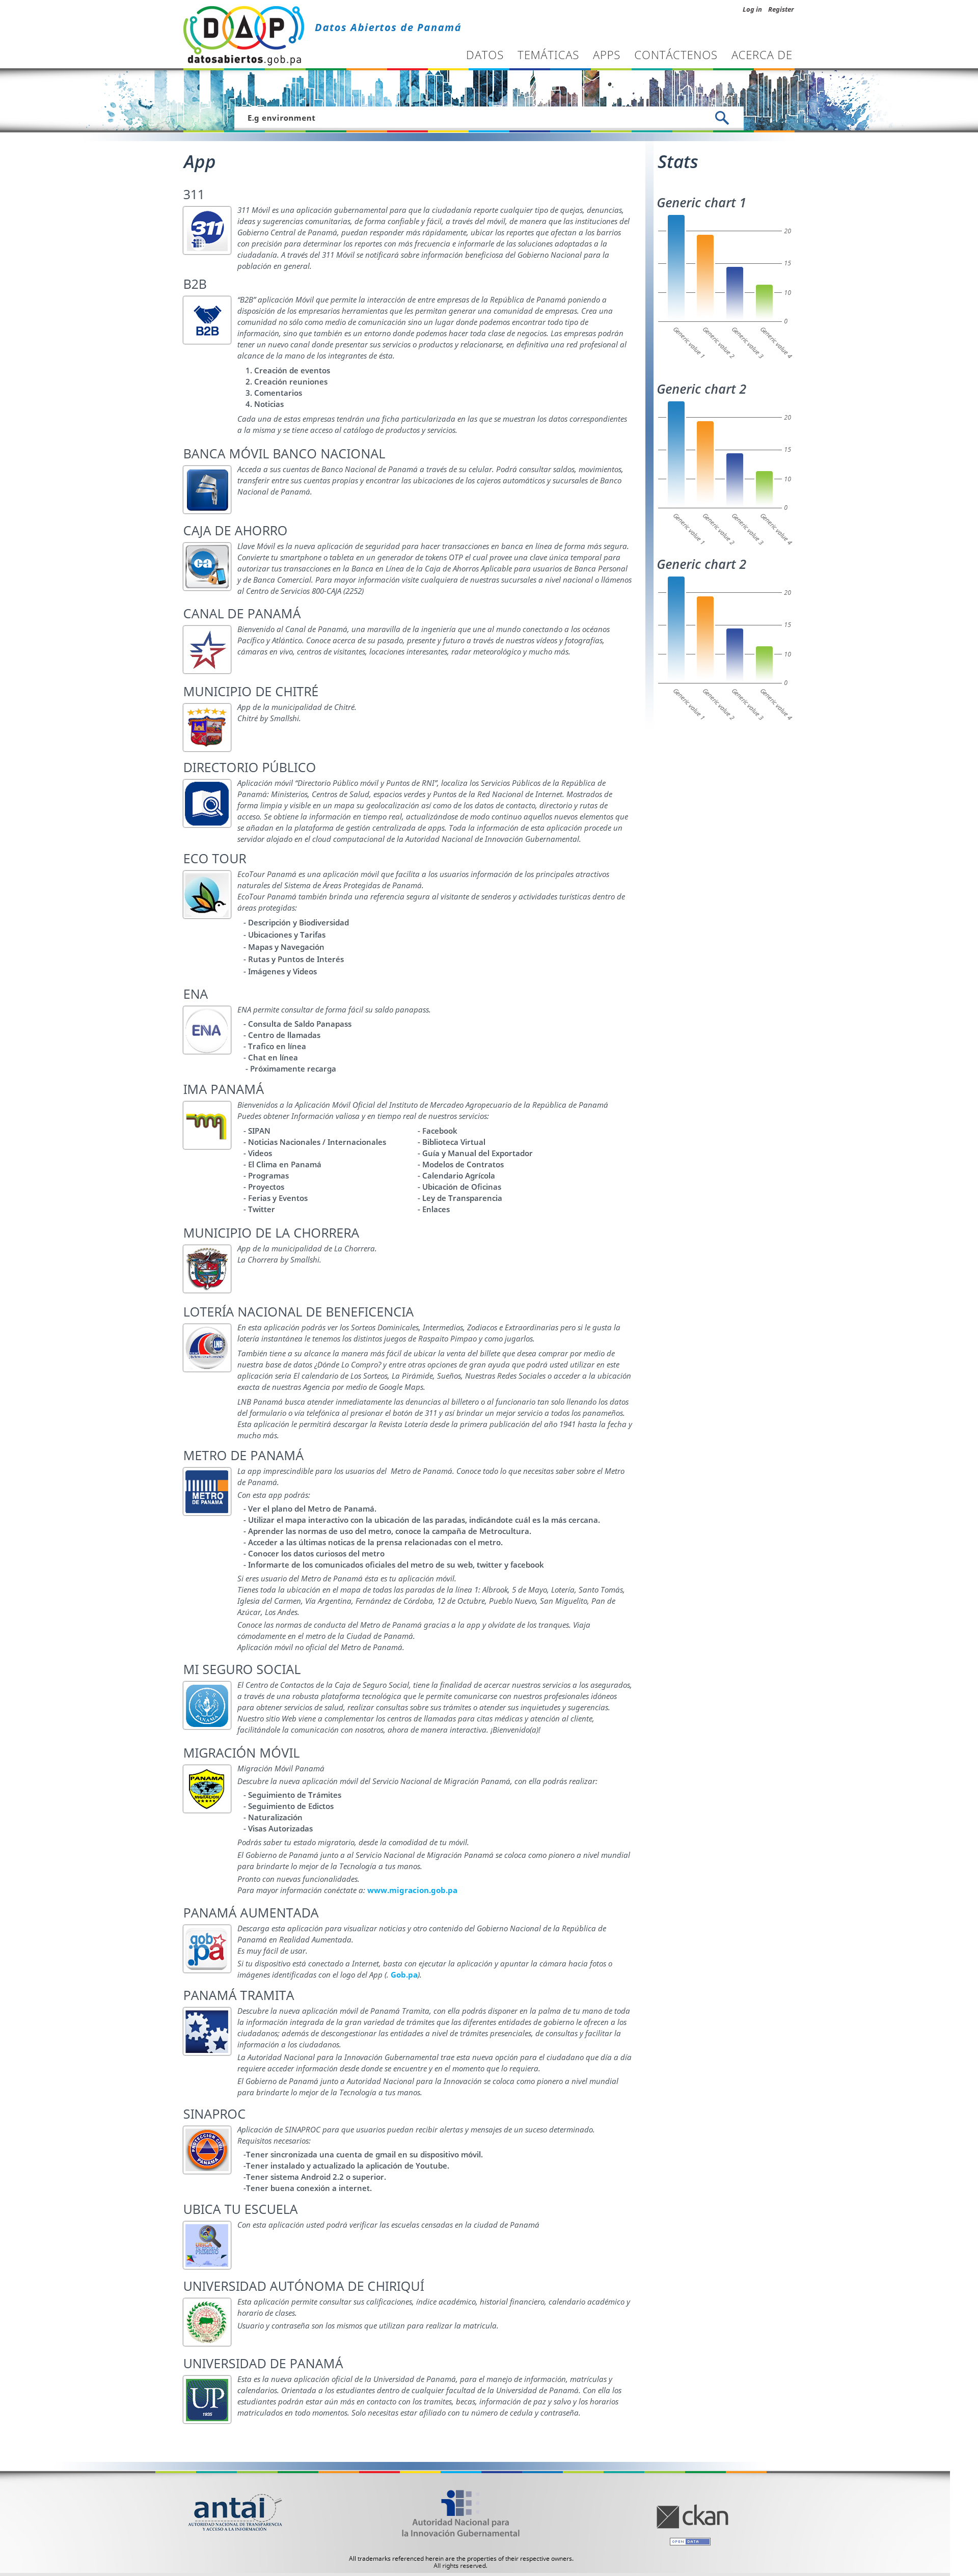 Log in Register
DAP
datosabiertos.gob.pa
Datos Abiertos de Panamá
DATOS TEMÁTICAS APPS CONTÁCTENOS ACERCA DE
E.g environment
App
311
311
311 Móvil es una aplicación gubernamental para que la ciudadanía reporte cualquier tipo de quejas, denuncias,
ideas y sugerencias comunitarias, de forma confiable y fácil, a través del móvil, de manera que las instituciones del
Gobierno Central de Panamá, puedan responder más rápidamente, ubicar los reportes que afectan a los barrios
con precisión para determinar los reportes con más frecuencia e informarle de las soluciones adoptadas a la
ciudadanía. A través del 311 Móvil se notificará sobre información beneficiosa del Gobierno Nacional para la
población en general.
B2B
B2B
“B2B” aplicación Móvil que permite la interacción de entre empresas de la República de Panamá poniendo a
disposición de los empresarios herramientas que les permitan generar una comunidad de empresas. Crea una
comunidad no sólo como medio de comunicación sino un lugar donde podemos encontrar todo tipo de
información, sino que también es un entorno donde podemos hacer toda clase de negocios. Las empresas podrán
tener un nuevo canal donde presentar sus servicios o productos y relacionarse, en definitiva una red profesional al
alcance de la mano de los integrantes de ésta.
1. Creación de eventos
2. Creación reuniones
3. Comentarios
4. Noticias
Cada una de estas empresas tendrán una ficha particularizada en las que se muestran los datos correspondientes
a la misma y se tiene acceso al catálogo de productos y servicios.
BANCA MÓVIL BANCO NACIONAL
Acceda a sus cuentas de Banco Nacional de Panamá a través de su celular. Podrá consultar saldos, movimientos,
transferir entre sus cuentas propias y encontrar las ubicaciones de los cajeros automáticos y sucursales de Banco
Nacional de Panamá.
CAJA DE AHORRO
ca
Llave Móvil es la nueva aplicación de seguridad para hacer transacciones en banca en línea de forma más segura.
Convierte tu smartphone o tableta en un generador de tokens OTP el cual provee una clave única temporal para
autorizar tus transacciones en la Banca en Línea de la Caja de Ahorros Aplicable para usuarios de Banca Personal
y de Banca Comercial. Para mayor información visite cualquiera de nuestras sucursales a nivel nacional o llámenos
al Centro de Servicios 800-CAJA (2252)
CANAL DE PANAMÁ
Bienvenido al Canal de Panamá, una maravilla de la ingeniería que une al mundo conectando a los océanos
Pacífico y Atlántico. Conoce acerca de su pasado, presente y futuro a través de nuestros videos y fotografías,
cámaras en vivo, centros de visitantes, locaciones interesantes, radar meteorológico y mucho más.
MUNICIPIO DE CHITRÉ
App de la municipalidad de Chitré.
Chitré by Smallshi.
DIRECTORIO PÚBLICO
Aplicación móvil “Directorio Público móvil y Puntos de RNI”, localiza los Servicios Públicos de la República de
Panamá: Ministerios, Centros de Salud, espacios verdes y Puntos de la Red Nacional de Internet. Mostrados de
forma limpia y visible en un mapa su geolocalización así como de los datos de contacto, directorio y rutas de
acceso. Se obtiene la información en tiempo real, actualizándose de modo continuo aquellos nuevos elementos que
se añadan en la plataforma de gestión centralizada de apps. Toda la información de esta aplicación procede un
servidor alojado en el cloud computacional de la Autoridad Nacional de Innovación Gubernamental.
ECO TOUR
EcoTour Panamá es una aplicación móvil que facilita a los usuarios información de los principales atractivos
naturales del Sistema de Áreas Protegidas de Panamá.
EcoTour Panamá también brinda una referencia segura al visitante de senderos y actividades turísticas dentro de
áreas protegidas:
- Descripción y Biodiversidad
- Ubicaciones y Tarifas
- Mapas y Navegación
- Rutas y Puntos de Interés
- Imágenes y Videos
ENA
ENA
ENA permite consultar de forma fácil su saldo panapass.
- Consulta de Saldo Panapass
- Centro de llamadas
- Trafico en línea
- Chat en línea
- Próximamente recarga
IMA PANAMÁ
ima
Bienvenidos a la Aplicación Móvil Oficial del Instituto de Mercadeo Agropecuario de la República de Panamá
Puedes obtener Información valiosa y en tiempo real de nuestros servicios:
- SIPAN
- Noticias Nacionales / Internacionales
- Videos
- El Clima en Panamá
- Programas
- Proyectos
- Ferias y Eventos
- Twitter
- Facebook
- Biblioteca Virtual
- Guía y Manual del Exportador
- Modelos de Contratos
- Calendario Agrícola
- Ubicación de Oficinas
- Ley de Transparencia
- Enlaces
MUNICIPIO DE LA CHORRERA
App de la municipalidad de La Chorrera.
La Chorrera by Smallshi.
LOTERÍA NACIONAL DE BENEFICENCIA
En esta aplicación podrás ver los Sorteos Dominicales, Intermedios, Zodiacos e Extraordinarias pero si le gusta la
lotería instantánea le tenemos los distintos juegos de Raspaito Pimpao y como jugarlos.
También tiene a su alcance la manera más fácil de ubicar la venta del billete que desea comprar por medio de
nuestra base de datos ¿Dónde Lo Compro? y entre otras opciones de gran ayuda que podrá usted utilizar en este
aplicación seria El calendario de Los Sorteos, La Pirámide, Sueños, Nuestras Redes Sociales o acceder a la ubicación
exacta de nuestras Agencia por medio de Google Maps.
LNB Panamá busca atender inmediatamente las denuncias al billetero o al funcionario tan solo llenando los datos
del formulario o vía telefónica al presionar el botón de 311 y así brindar un mejor servicio a todos los panameños.
Esta aplicación le permitirá descargar la Revista Lotería desde la primera publicación del año 1941 hasta la fecha y
mucho más.
METRO DE PANAMÁ
METRO
DE PANAMÁ
La app imprescindible para los usuarios del Metro de Panamá. Conoce todo lo que necesitas saber sobre el Metro
de Panamá.
Con esta app podrás:
- Ver el plano del Metro de Panamá.
- Utilizar el mapa interactivo con la ubicación de las paradas, indicándote cuál es la más cercana.
- Aprender las normas de uso del metro, conoce la campaña de Metrocultura.
- Acceder a las últimas noticas de la prensa relacionadas con el metro.
- Conocer los datos curiosos del metro
- Informarte de los comunicados oficiales del metro de su web, twitter y facebook
Si eres usuario del Metro de Panamá ésta es tu aplicación móvil.
Tienes toda la ubicación en el mapa de todas las paradas de la línea 1: Albrook, 5 de Mayo, Lotería, Santo Tomás,
Iglesia del Carmen, Vía Argentina, Fernández de Córdoba, 12 de Octubre, Pueblo Nuevo, San Miguelito, Pan de
Azúcar, Los Andes.
Conoce las normas de conducta del Metro de Panamá gracias a la app y olvídate de los tranques. Viaja
cómodamente en el metro de la Ciudad de Panamá.
Aplicación móvil no oficial del Metro de Panamá.
MI SEGURO SOCIAL
El Centro de Contactos de la Caja de Seguro Social, tiene la finalidad de acercar nuestros servicios a los asegurados,
a través de una robusta plataforma tecnológica que le permite comunicarse con nuestros profesionales idóneos
para obtener servicios de salud, realizar consultas sobre sus trámites o atender sus inquietudes y sugerencias.
Nuestro sitio Web viene a complementar los centros de llamadas para citas médicas y atención al cliente,
facilitándole la comunicación con nosotros, ahora de manera interactiva. ¡Bienvenido(a)!
MIGRACIÓN MÓVIL
PANAMA
MIGRACION
Migración Móvil Panamá
Descubre la nueva aplicación móvil del Servicio Nacional de Migración Panamá, con ella podrás realizar:
- Seguimiento de Trámites
- Seguimiento de Edictos
- Naturalización
- Visas Autorizadas
Podrás saber tu estado migratorio, desde la comodidad de tu móvil.
El Gobierno de Panamá junto a al Servicio Nacional de Migración Panamá se coloca como pionero a nivel mundial
para brindarte lo mejor de la Tecnología a tus manos.
Pronto con nuevas funcionalidades.
Para mayor información conéctate a: www.migracion.gob.pa
PANAMÁ AUMENTADA
gob
.pa
Descarga esta aplicación para visualizar noticias y otro contenido del Gobierno Nacional de la República de
Panamá en Realidad Aumentada.
Es muy fácil de usar.
Si tu dispositivo está conectado a Internet, basta con ejecutar la aplicación y apuntar la cámara hacia fotos o
imágenes identificadas con el logo del App (. Gob.pa).
PANAMÁ TRAMITA
Descubre la nueva aplicación móvil de Panamá Tramita, con ella podrás disponer en la palma de tu mano de toda
la información integrada de la gran variedad de trámites que las diferentes entidades de gobierno le ofrecen a los
ciudadanos; además de descongestionar las entidades a nivel de trámites presenciales, de consultas y facilitar la
información a los ciudadanos.
La Autoridad Nacional para la Innovación Gubernamental trae esta nueva opción para el ciudadano que día a día
requiere acceder información desde donde se encuentre y en el momento que lo requiera.
El Gobierno de Panamá junto a Autoridad Nacional para la Innovación se coloca como pionero a nivel mundial
para brindarte lo mejor de la Tecnología a tus manos.
SINAPROC
PROTECCION CIVIL
PANAMA
Aplicación de SINAPROC para que usuarios puedan recibir alertas y mensajes de un suceso determinado.
Requisitos necesarios:
-Tener sincronizada una cuenta de gmail en su dispositivo móvil.
-Tener instalado y actualizado la aplicación de Youtube.
-Tener sistema Android 2.2 o superior.
-Tener buena conexión a internet.
UBICA TU ESCUELA
Con esta aplicación usted podrá verificar las escuelas censadas en la ciudad de Panamá
UNIVERSIDAD AUTÓNOMA DE CHIRIQUÍ
Esta aplicación permite consultar sus calificaciones, índice académico, historial financiero, calendario académico y
horario de clases.
Usuario y contraseña son los mismos que utilizan para realizar la matrícula.
UNIVERSIDAD DE PANAMÁ
UP
1935
Esta es la nueva aplicación oficial de la Universidad de Panamá, para el manejo de información, matrículas y
calendarios. Orientada a los estudiantes dentro de cualquier facultad de la Universidad de Panamá. Con ella los
estudiantes podrán estar aún más en contacto con los tramites, becas, información de paz y salvo y los horarios
matriculados en todo momentos. Solo necesitas estar afiliado con tu número de cedula y contraseña.
Stats
Generic chart 1
20
15
10
0
Generic value 1
Generic value 2
Generic value 3
Generic value 4
Generic chart 2
20
15
10
0
Generic value 1
Generic value 2
Generic value 3
Generic value 4
Generic chart 2
20
15
10
0
Generic value 1
Generic value 2
Generic value 3
Generic value 4
antai
AUTORIDAD NACIONAL DE TRANSPARENCIA
Y ACCESO A LA INFORMACIÓN
Autoridad Nacional para
la Innovación Gubernamental
ckan
OPEN DATA
All trademarks referenced herein are the properties of their respective owners.
All rights reserved.